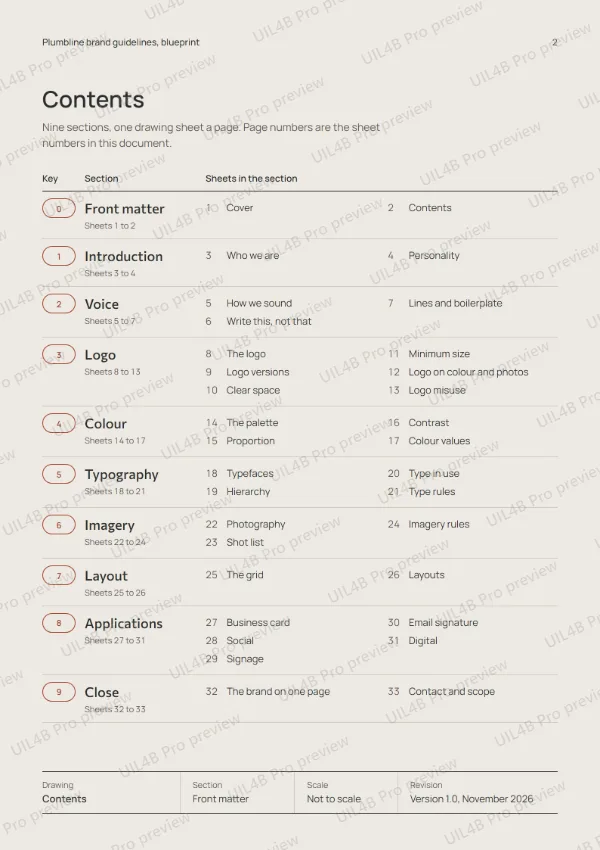 Plumbline brand guidelines, blueprint
2
Contents
Nine sections, one drawing sheet a page. Page numbers are the sheet
numbers in this document.
Key Section Sheets in the section
0 Front matter 1 Cover 2 Contents
Sheets 1 to 2
1 Introduction 3 Who we are 4 Personality
Sheets 3 to 4
2 Voice 5 How we sound 7 Lines and boilerplate
Sheets 5 to 7 6 Write this, not that
3 Logo 8 The logo 11 Minimum size
Sheets 8 to 13 9 Logo versions 12 Logo on colour and photos
10 Clear space 13 Logo misuse
4 Colour 14 The palette 16 Contrast
Sheets 14 to 17 15 Proportion 17 Colour values
5 Typography 18 Typefaces 20 Type in use
Sheets 18 to 21 19 Hierarchy 21 Type rules
6 Imagery 22 Photography 24 Imagery rules
Sheets 22 to 24 23 Shot list
7 Layout 25 The grid 26 Layouts
Sheets 25 to 26
8 Applications 27 Business card 30 Email signature
Sheets 27 to 31 28 Social 31 Digital
29 Signage
9 Close 32 The brand on one page 33 Contact and scope
Sheets 32 to 33
Drawing Section Scale Revision
Contents Front matter Not to scale Version 1.0, November 2026
UIL4B Pro preview